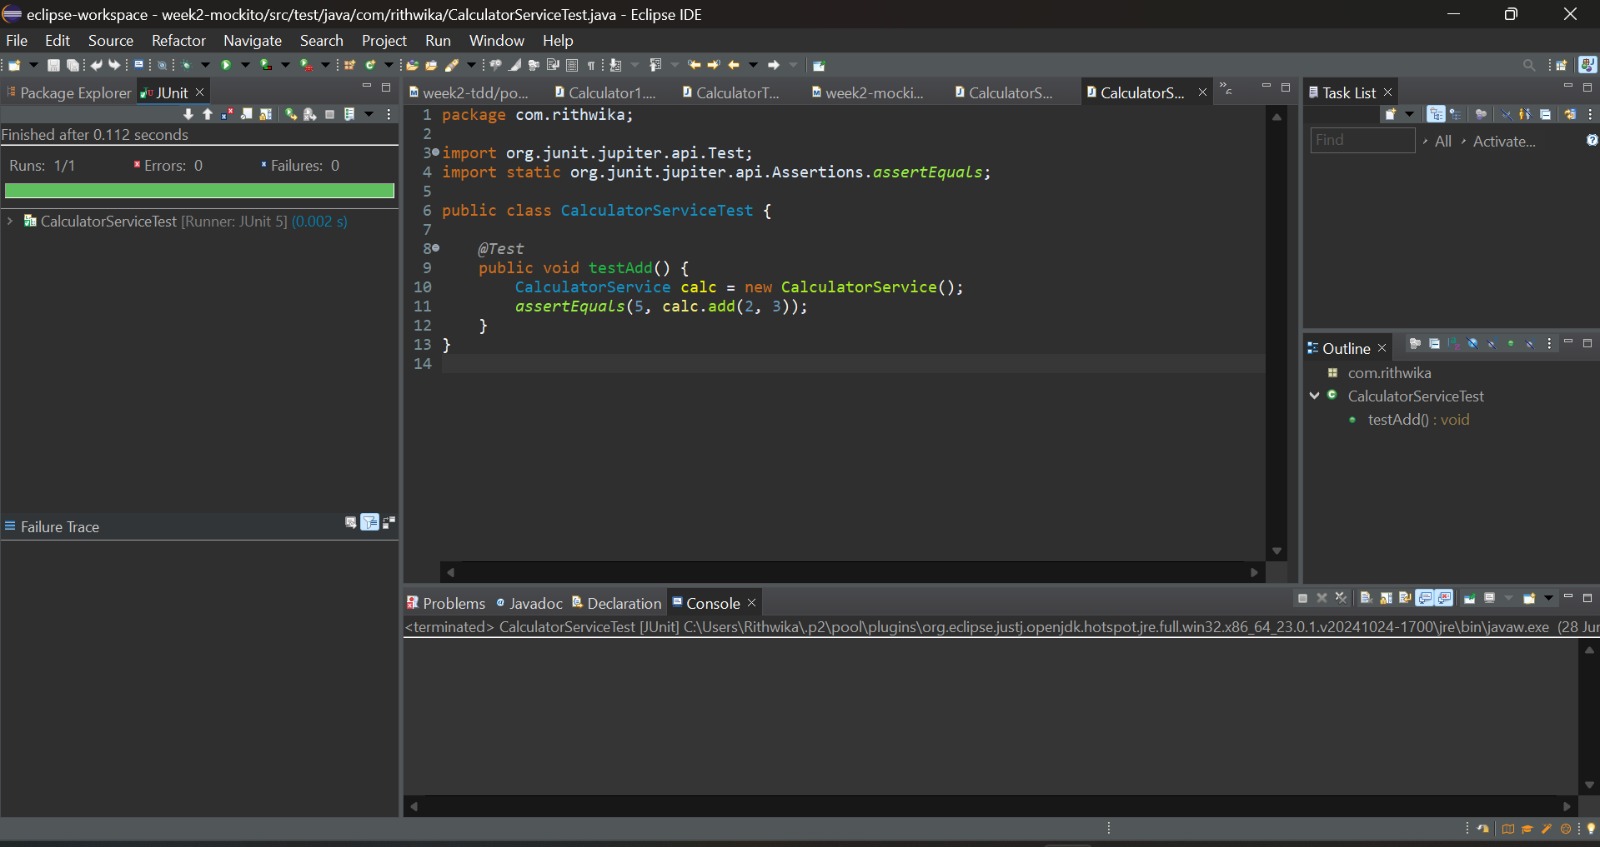 eclipse-workspace - week2-mockito/src/test/java/com/rithwika/CalculatorServiceTest.java - Eclipse IDE
File Edit Source Refactor Navigate Search Project Run Window Help
Package Explorer JUnit
Finished after 0.112 seconds
Runs: 1/1 Errors: 0 Failures: 0
CalculatorServiceTest [Runner: JUnit 5] (0.002 s)
Failure Trace
week2-tdd/po... Calculator1.... CalculatorT... week2-mocki... CalculatorS... CalculatorS...
1 package com.rithwika;
2
3 import org.junit.jupiter.api.Test;
4 import static org.junit.jupiter.api.Assertions.assertEquals;
5
6 public class CalculatorServiceTest {
7
8 @Test
9 public void testAdd() {
10 CalculatorService calc = new CalculatorService();
11 assertEquals(5, calc.add(2, 3));
12 }
13 }
14
Problems Javadoc Declaration Console
<terminated> CalculatorServiceTest [JUnit] C:\Users\Rithwika\.p2\pool\plugins\org.eclipse.justj.openjdk.hotspot.jre.full.win32.x86_64_23.0.1.v20241024-1700\jre\bin\javaw.exe (28 Jur
Task List
Find All Activate...
Outline
com.rithwika
CalculatorServiceTest
testAdd() : void